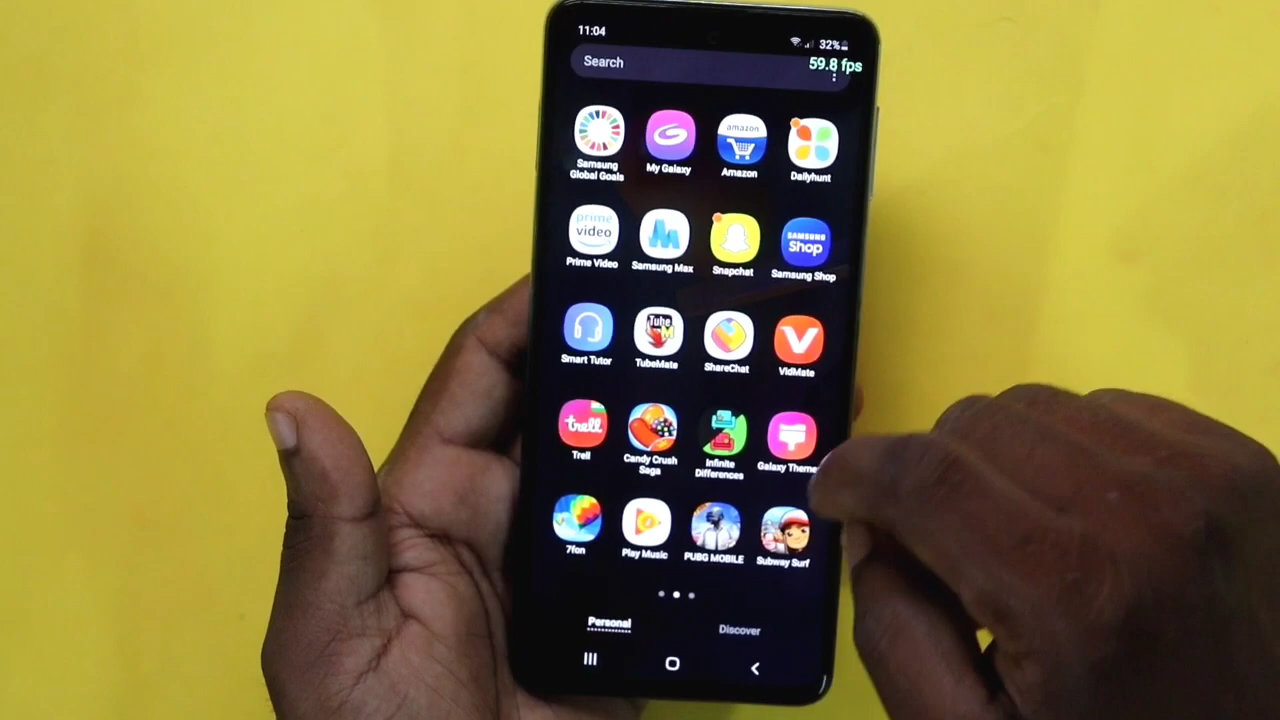 11:04
32%
Search
59.8 fps
amazon
Samsung
Global Goals
My Galaxy
Amazon
Dailyhunt
prime
video
SAMSUNG
Shop
Prime Video
Samsung Max
Snapchat
Samsung Shop
Tube
M
Smart Tutor
TubeMate
ShareChat
VidMate
trell
Trell
Candy Crush
Saga
Infinite
Differences
Galaxy Theme
7fon
Play Music
PUBG MOBILE
Subway Surf
Personal
Discover